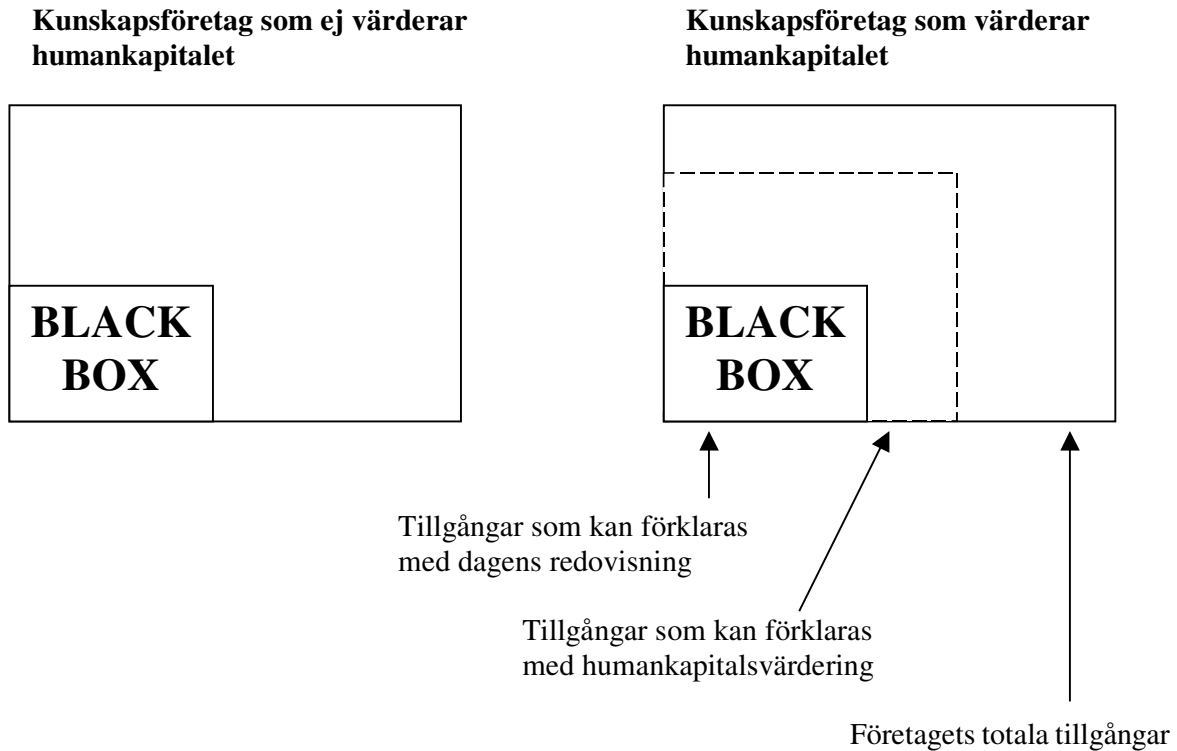 Kunskapsföretag som ej värderar
humankapitalet
Kunskapsföretag som värderar
humankapitalet
BLACK
BOX
BLACK
BOX
Tillgångar som kan förklaras
med dagens redovisning
Tillgångar som kan förklaras
med humankapitalsvärdering
Företagets totala tillgångar